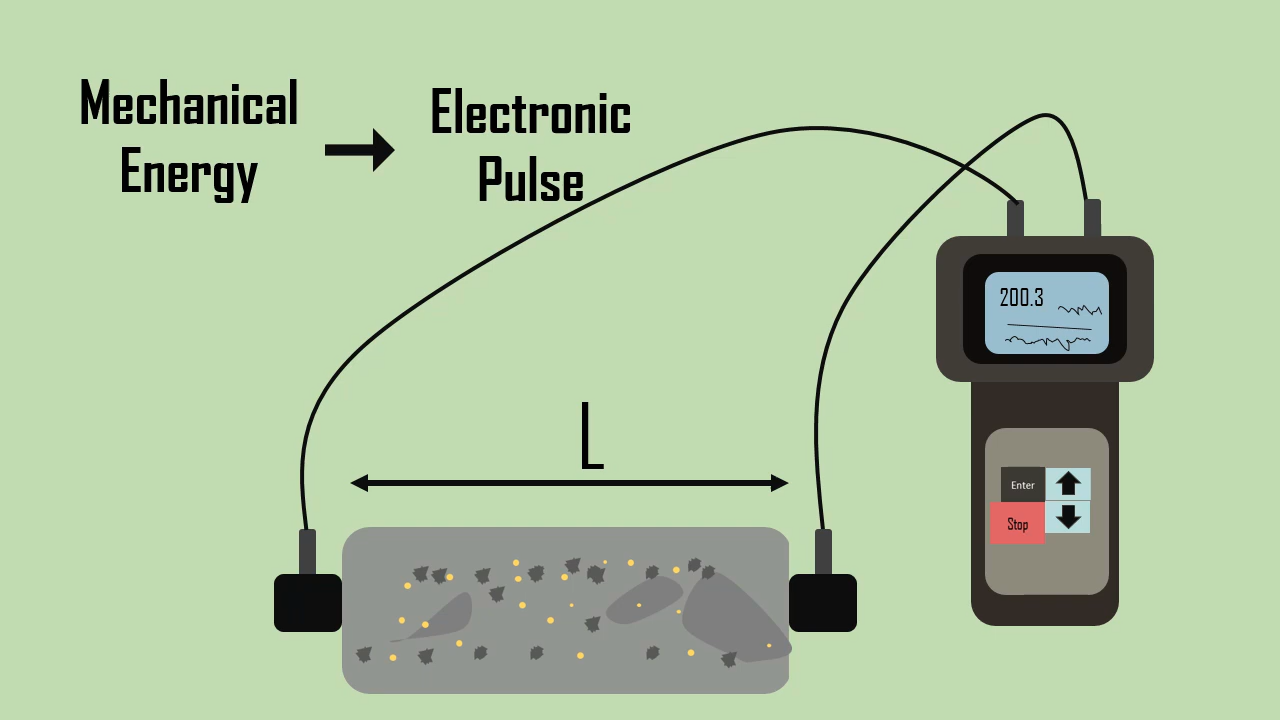 Mechanical
Energy
Electronic
Pulse
200.3
L
Enter
Stop